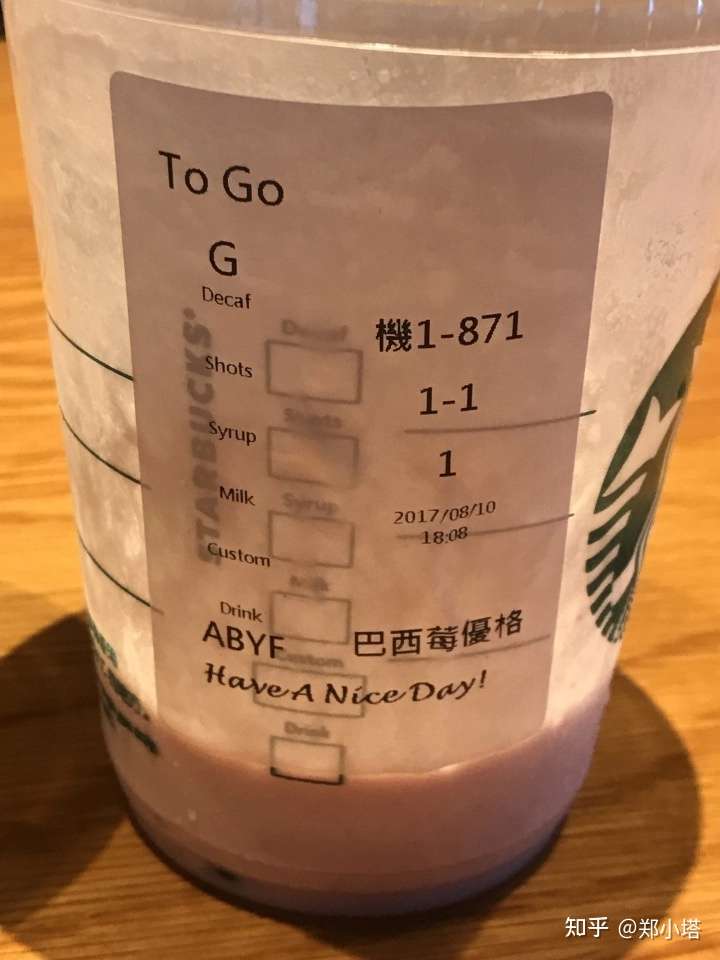 To Go
G
Decaf
機1-871
Shots
1-1
Syrup
1
Milk
2017/08/10
18:08
Custom
Drink
ABYF 巴西莓優格
Have A Nice Day!
STARBUCKS
Decaf
Shots
Syrup
Milk
Custom
Drink
知乎 @郑小塔